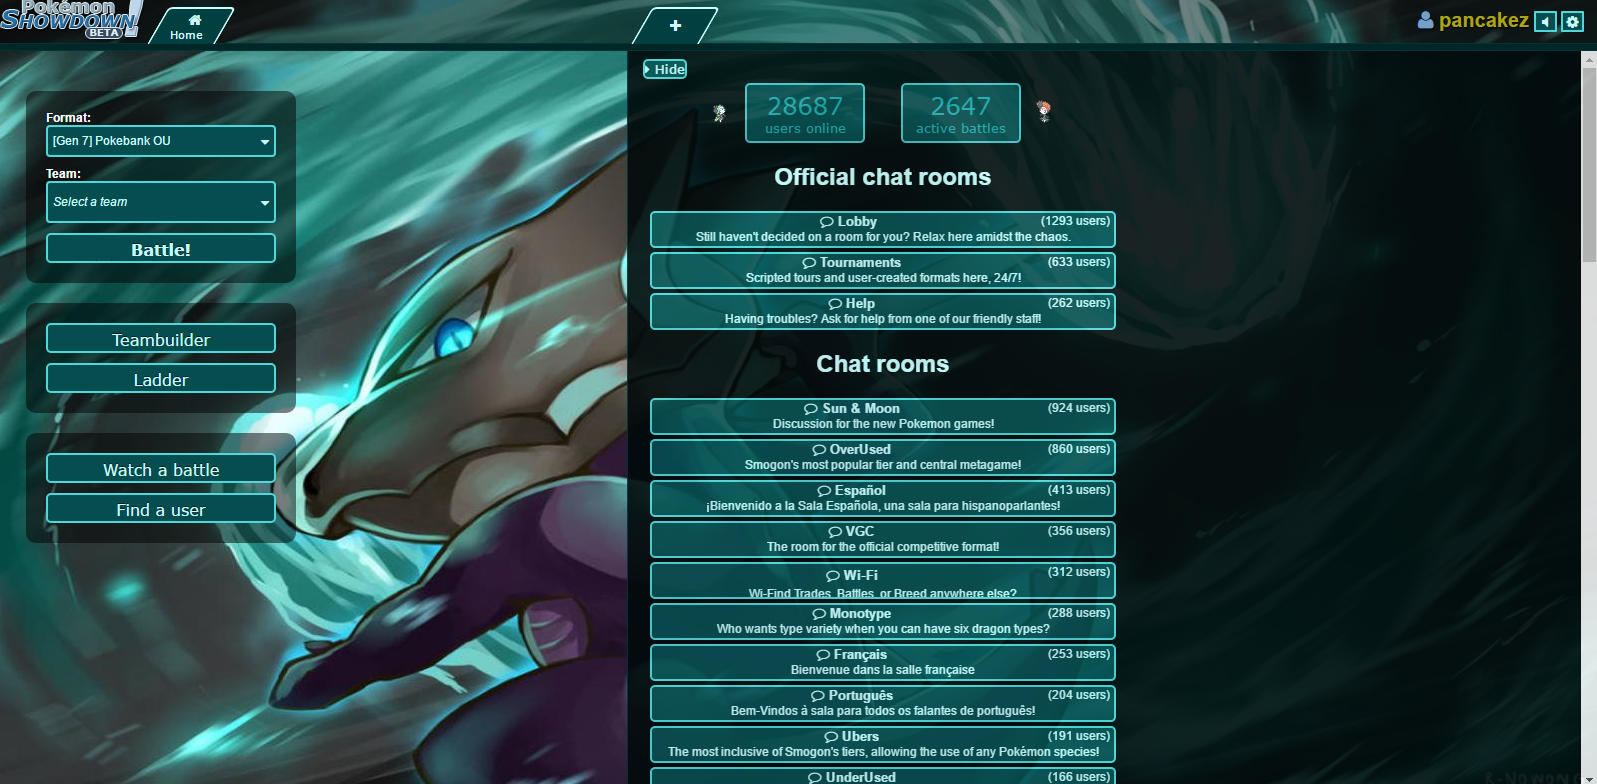 Pokémon
SHOWDOWN!
BETA
Home
+
pancakez
Format:
[Gen 7] Pokebank OU
Team:
Select a team
Battle!
Teambuilder
Ladder
Watch a battle
Find a user
Hide
28687
users online
2647
active battles
Official chat rooms
Lobby (1293 users)
Still haven't decided on a room for you? Relax here amidst the chaos.
Tournaments (633 users)
Scripted tours and user-created formats here, 24/7!
Help (262 users)
Having troubles? Ask for help from one of our friendly staff!
Chat rooms
Sun & Moon (924 users)
Discussion for the new Pokemon games!
OverUsed (860 users)
Smogon's most popular tier and central metagame!
Español (413 users)
¡Bienvenido a la Sala Española, una sala para hispanoparlantes!
VGC (356 users)
The room for the official competitive format!
Wi-Fi (312 users)
Wi-Find Trades, Battles, or Breed anywhere else?
Monotype (288 users)
Who wants type variety when you can have six dragon types?
Français (253 users)
Bienvenue dans la salle française
Português (204 users)
Bem-Vindos à sala para todos os falantes de português!
Ubers (191 users)
The most inclusive of Smogon's tiers, allowing the use of any Pokémon species!
UnderUsed (166 users)